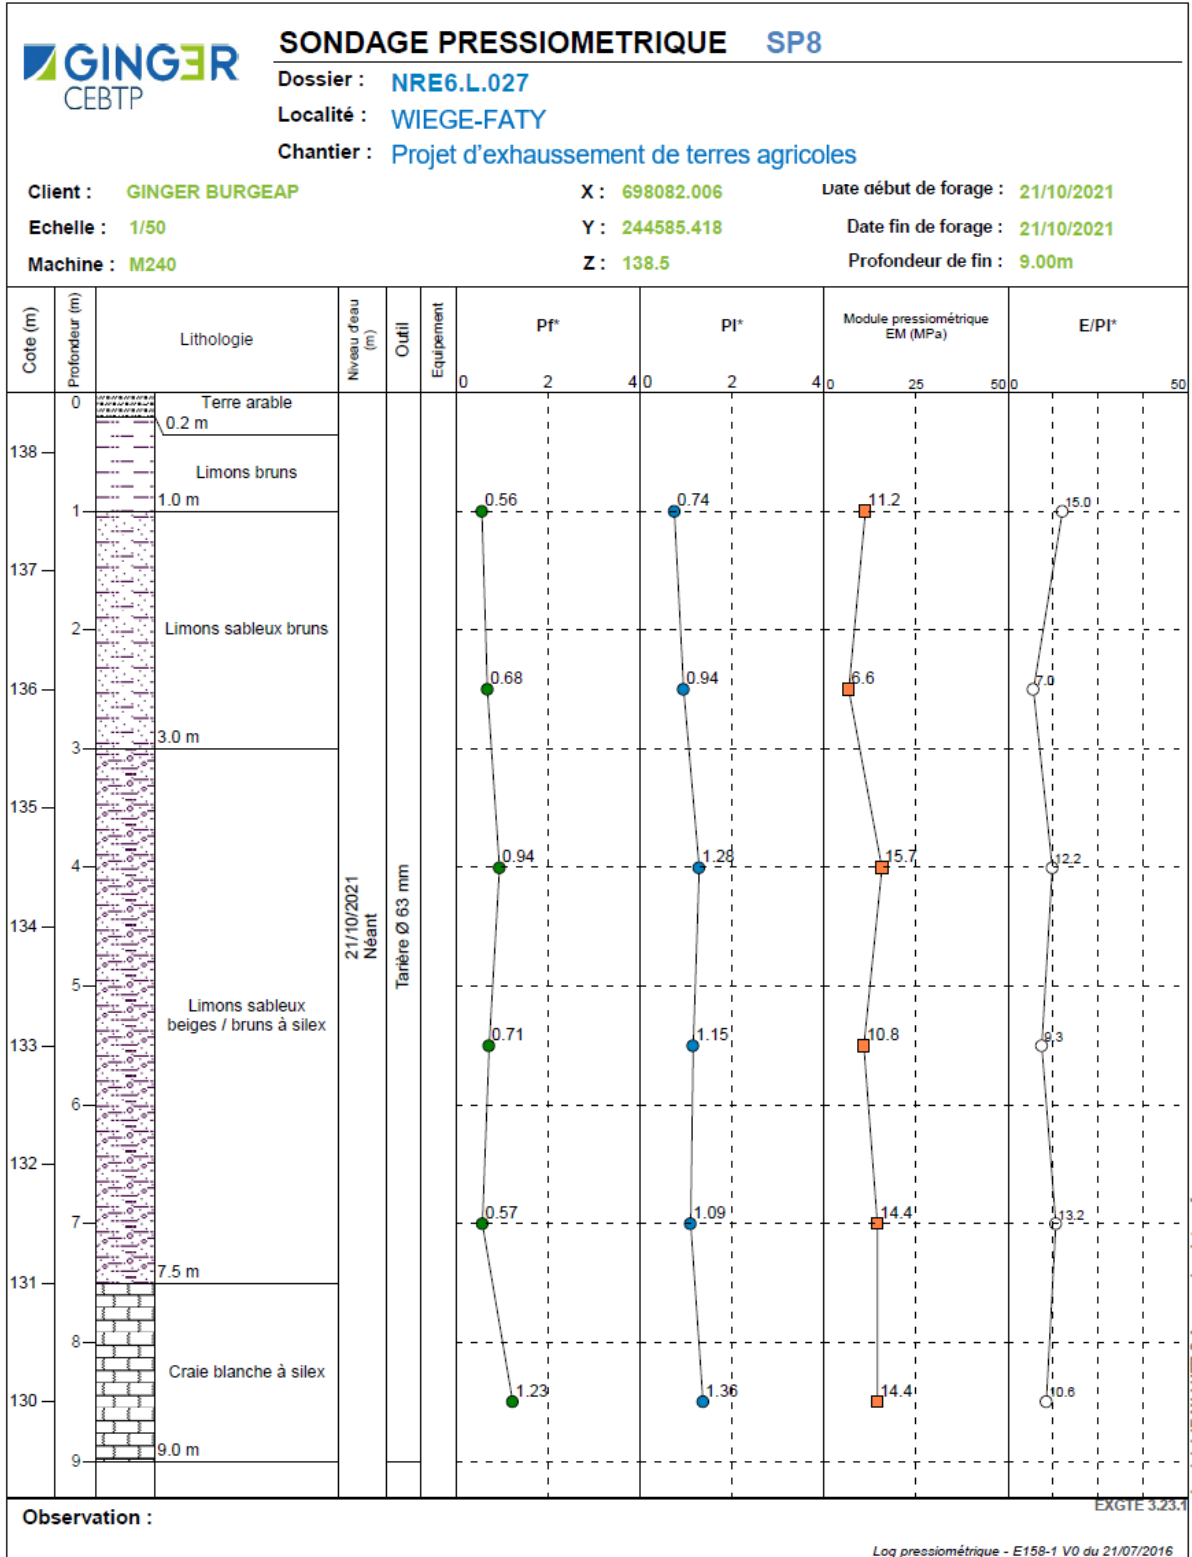 GINGER
CEBTP
SONDAGE PRESSIOMETRIQUE SP8
Dossier : NRE6.L.027
Localité : WIEGE-FATY
Chantier : Projet d'exhaussement de terres agricoles
Client : GINGER BURGEAP X : 698082.006 Date début de forage : 21/10/2021
Echelle : 1/50 Y : 244585.418 Date fin de forage : 21/10/2021
Machine : M240 Z : 138.5 Profondeur de fin : 9.00m
Cote (m)
Profondeur (m)
Lithologie
Niveau d'eau
(m)
Outil
Equipement
Pf*
0 2 4
Pl*
0 2 4
Module pressiométrique
EM (MPa)
0 25 50
E/Pl*
0 50
0 Terre arable
0.2 m
138
Limons bruns
1.0 m
1 0.56 0.74 11.2 15.0
137
2 Limons sableux bruns
136 0.68 0.94 6.6 7.0
3.0 m
3
135
4 0.94 1.28 15.7 12.2
134
21/10/2021
Néant
Tarière Ø 63 mm
5
Limons sableux
beiges / bruns à silex
133 0.71 1.15 10.8 9.3
6
132
7 0.57 1.09 14.4 13.2
7.5 m
131
8
Craie blanche à silex
130 1.23 1.36 14.4 10.6
9.0 m
9
EXGTE 3.23.1
Observation :
Log pressiométrique - E158-1 V0 du 21/07/2016